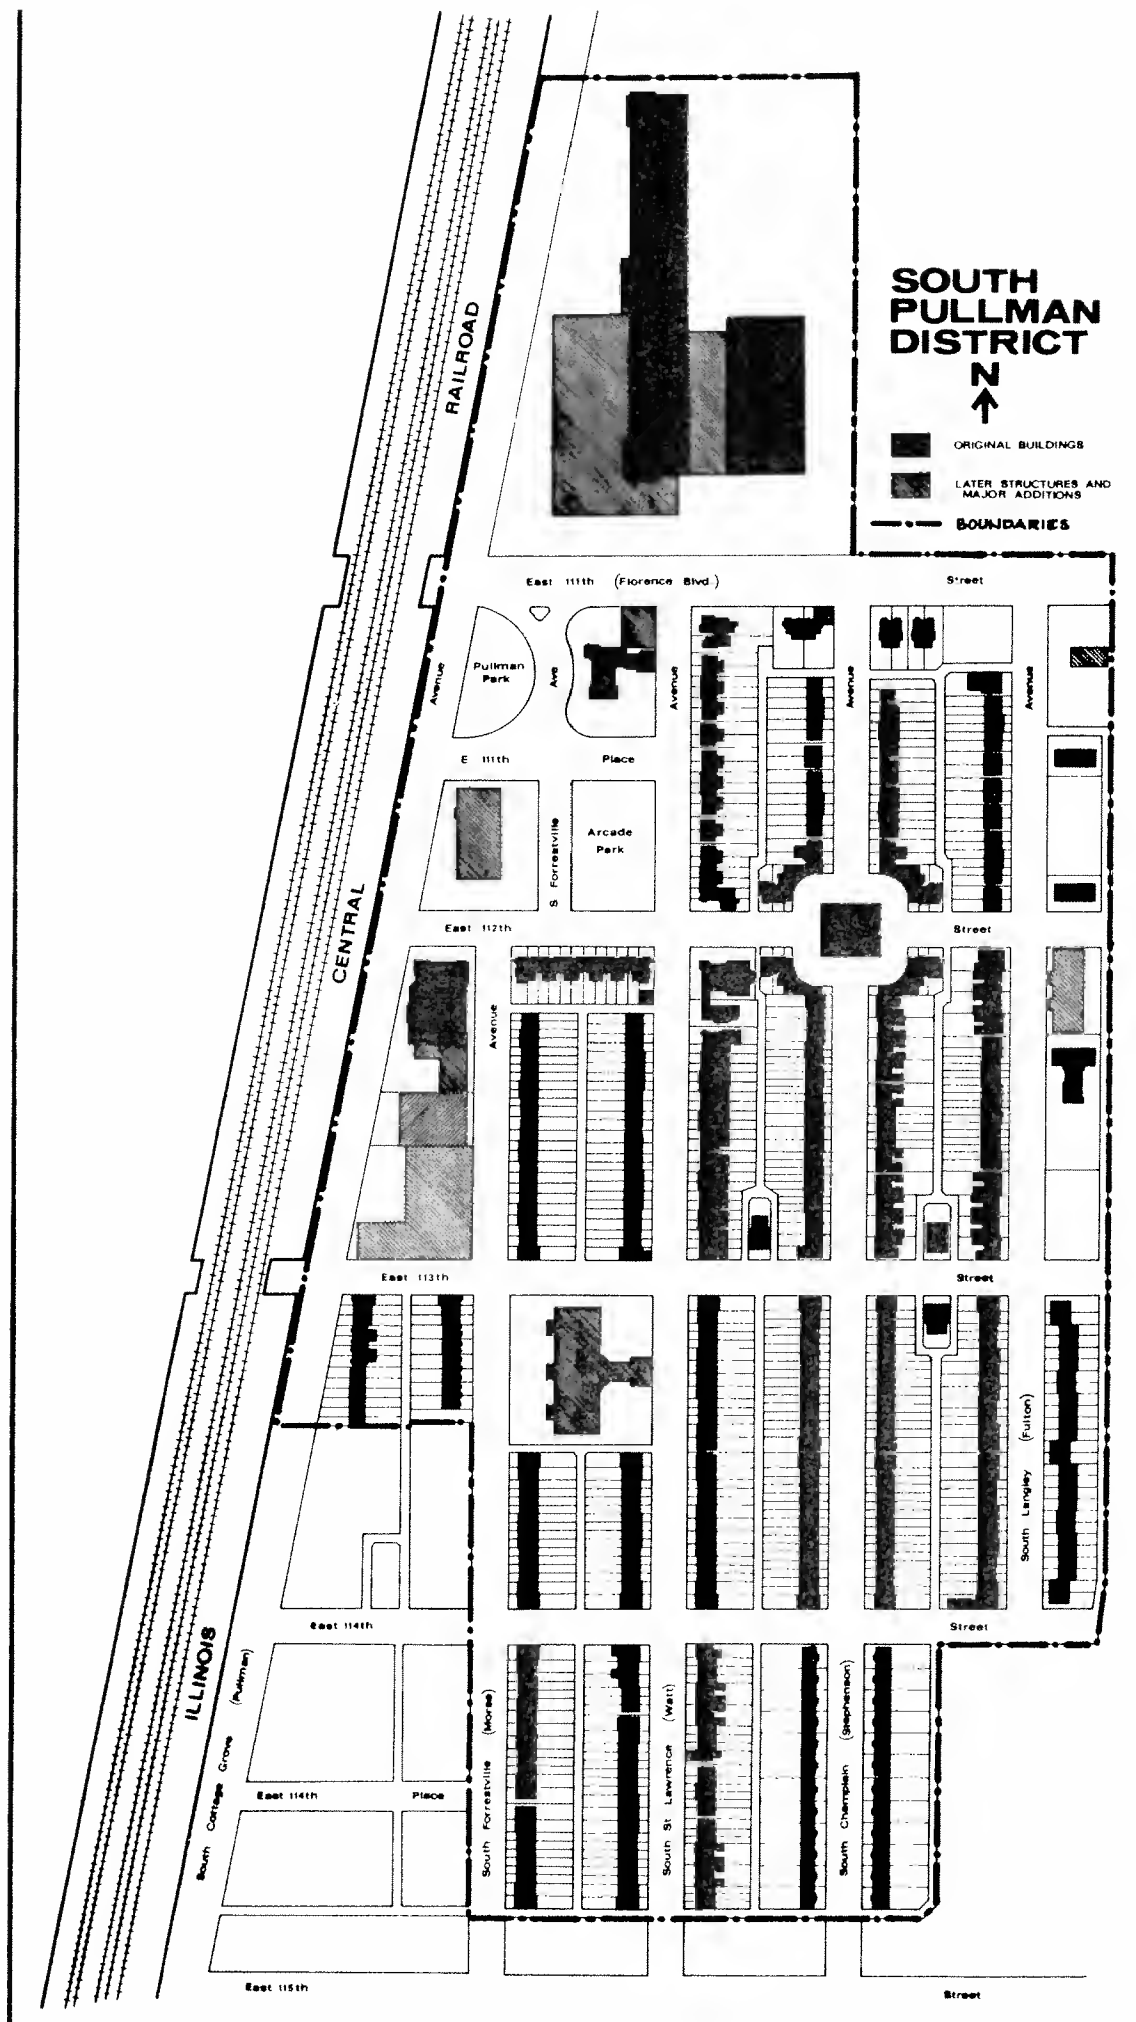 SOUTH
PULLMAN
DISTRICT
N
ORIGINAL BUILDINGS
LATER STRUCTURES AND
MAJOR ADDITIONS
BOUNDARIES
RAILROAD
East 111th (Florence Blvd.) Street
Pullman
Park
Avenue
Ave
Avenue
Avenue
Avenue
E 111th Place
Arcade
Park
S Forrestville
East 112th Street
CENTRAL
Avenue
East 113th Street
South Langley (Fulton)
East 114th Street
ILLINOIS
South Cottage Grove (Pullman)
South Forrestville (Morse)
South St Lawrence (Watt)
South Champlain (Stephenson)
East 114th Place
East 115th Street